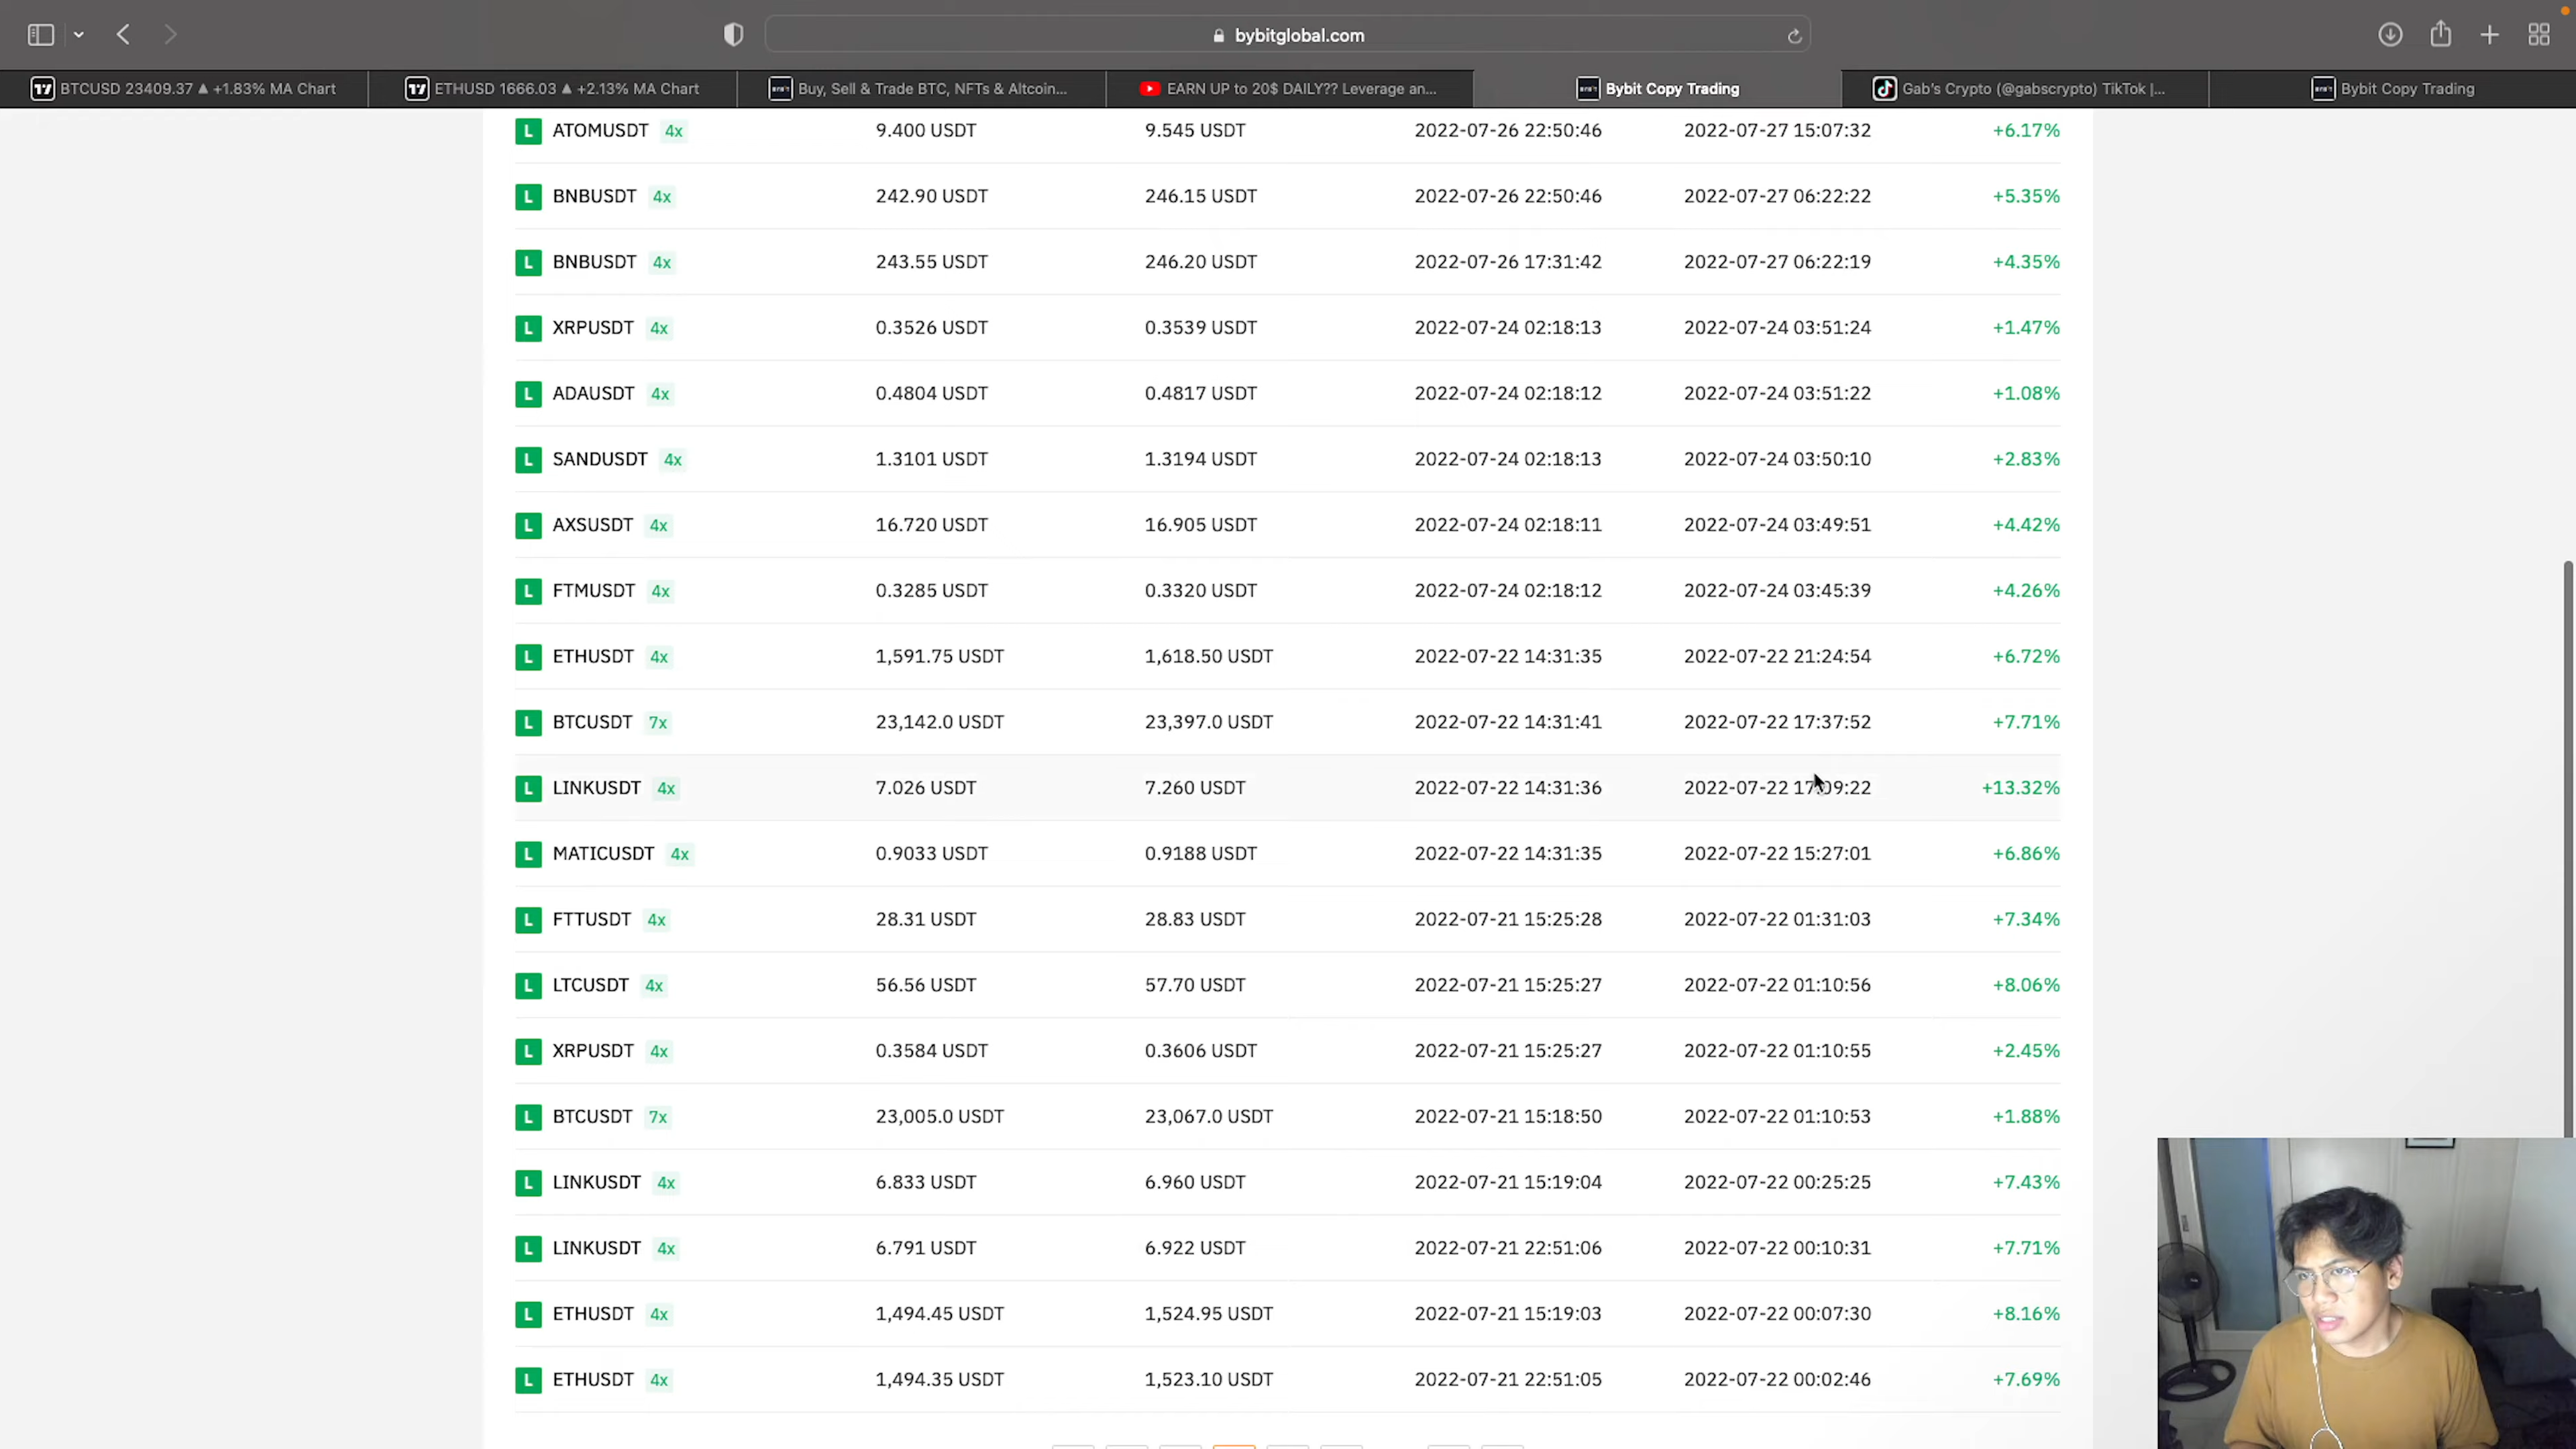 bybitglobal.com
BTCUSD 23409.37 ▲ +1.83% MA Chart
ETHUSD 1666.03 ▲ +2.13% MA Chart
Buy, Sell & Trade BTC, NFTs & Altcoin...
EARN UP to 20$ DAILY?? Leverage an...
Bybit Copy Trading
Gab's Crypto (@gabscrypto) TikTok |...
Bybit Copy Trading
L ATOMUSDT 4x 9.400 USDT 9.545 USDT 2022-07-26 22:50:46 2022-07-27 15:07:32 +6.17%
L BNBUSDT 4x 242.90 USDT 246.15 USDT 2022-07-26 22:50:46 2022-07-27 06:22:22 +5.35%
L BNBUSDT 4x 243.55 USDT 246.20 USDT 2022-07-26 17:31:42 2022-07-27 06:22:19 +4.35%
L XRPUSDT 4x 0.3526 USDT 0.3539 USDT 2022-07-24 02:18:13 2022-07-24 03:51:24 +1.47%
L ADAUSDT 4x 0.4804 USDT 0.4817 USDT 2022-07-24 02:18:12 2022-07-24 03:51:22 +1.08%
L SANDUSDT 4x 1.3101 USDT 1.3194 USDT 2022-07-24 02:18:13 2022-07-24 03:50:10 +2.83%
L AXSUSDT 4x 16.720 USDT 16.905 USDT 2022-07-24 02:18:11 2022-07-24 03:49:51 +4.42%
L FTMUSDT 4x 0.3285 USDT 0.3320 USDT 2022-07-24 02:18:12 2022-07-24 03:45:39 +4.26%
L ETHUSDT 4x 1,591.75 USDT 1,618.50 USDT 2022-07-22 14:31:35 2022-07-22 21:24:54 +6.72%
L BTCUSDT 7x 23,142.0 USDT 23,397.0 USDT 2022-07-22 14:31:41 2022-07-22 17:37:52 +7.71%
L LINKUSDT 4x 7.026 USDT 7.260 USDT 2022-07-22 14:31:36 2022-07-22 17:09:22 +13.32%
L MATICUSDT 4x 0.9033 USDT 0.9188 USDT 2022-07-22 14:31:35 2022-07-22 15:27:01 +6.86%
L FTTUSDT 4x 28.31 USDT 28.83 USDT 2022-07-21 15:25:28 2022-07-22 01:31:03 +7.34%
L LTCUSDT 4x 56.56 USDT 57.70 USDT 2022-07-21 15:25:27 2022-07-22 01:10:56 +8.06%
L XRPUSDT 4x 0.3584 USDT 0.3606 USDT 2022-07-21 15:25:27 2022-07-22 01:10:55 +2.45%
L BTCUSDT 7x 23,005.0 USDT 23,067.0 USDT 2022-07-21 15:18:50 2022-07-22 01:10:53 +1.88%
L LINKUSDT 4x 6.833 USDT 6.960 USDT 2022-07-21 15:19:04 2022-07-22 00:25:25 +7.43%
L LINKUSDT 4x 6.791 USDT 6.922 USDT 2022-07-21 22:51:06 2022-07-22 00:10:31 +7.71%
L ETHUSDT 4x 1,494.45 USDT 1,524.95 USDT 2022-07-21 15:19:03 2022-07-22 00:07:30 +8.16%
L ETHUSDT 4x 1,494.35 USDT 1,523.10 USDT 2022-07-21 22:51:05 2022-07-22 00:02:46 +7.69%